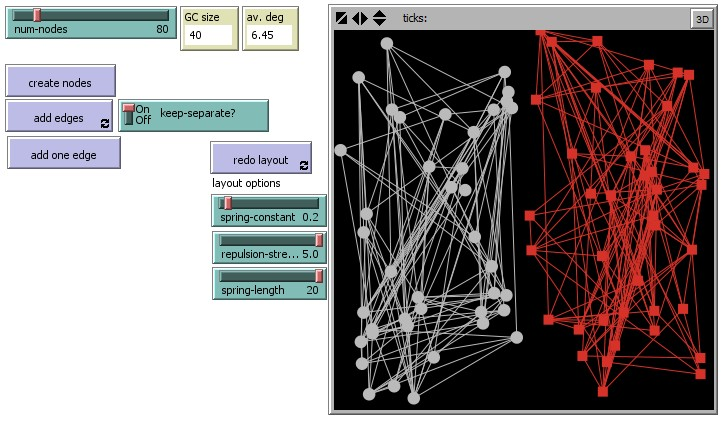 num-nodes 80
GC size
40
av. deg
6.45
ticks:
3D
create nodes
add edges
On
Off
keep-separate?
add one edge
redo layout
layout options
spring-constant 0.2
repulsion-stre... 5.0
spring-length 20